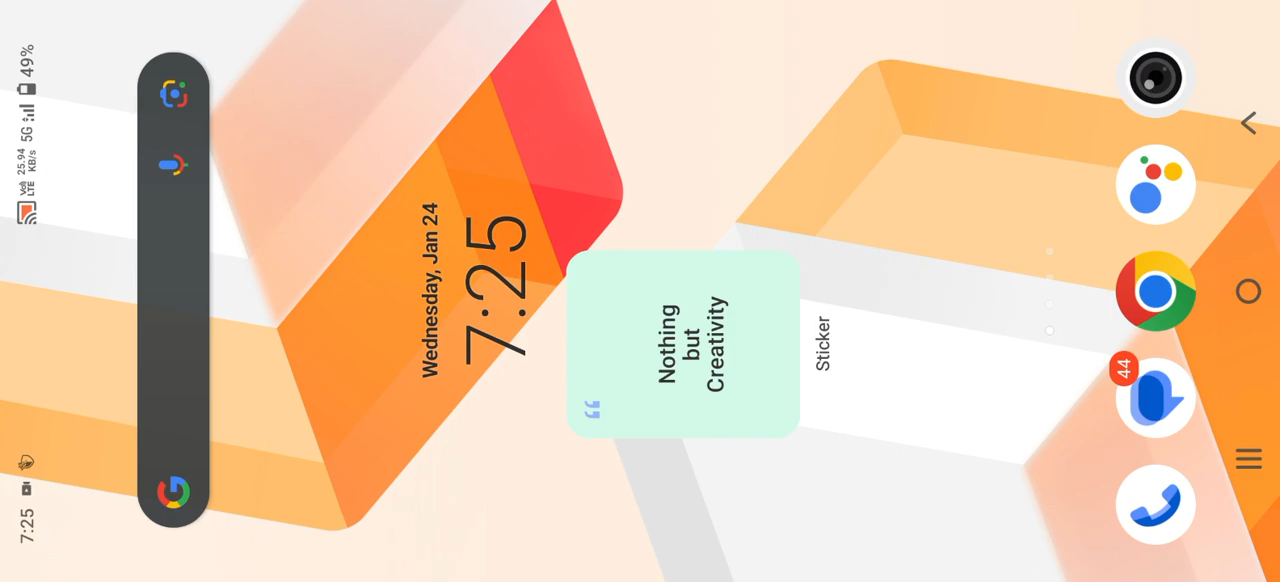 7:25
Vo) 25.94 5G 49%
LTE KB/s
Wednesday, Jan 24
7:25
Nothing
but
Creativity
Sticker
44